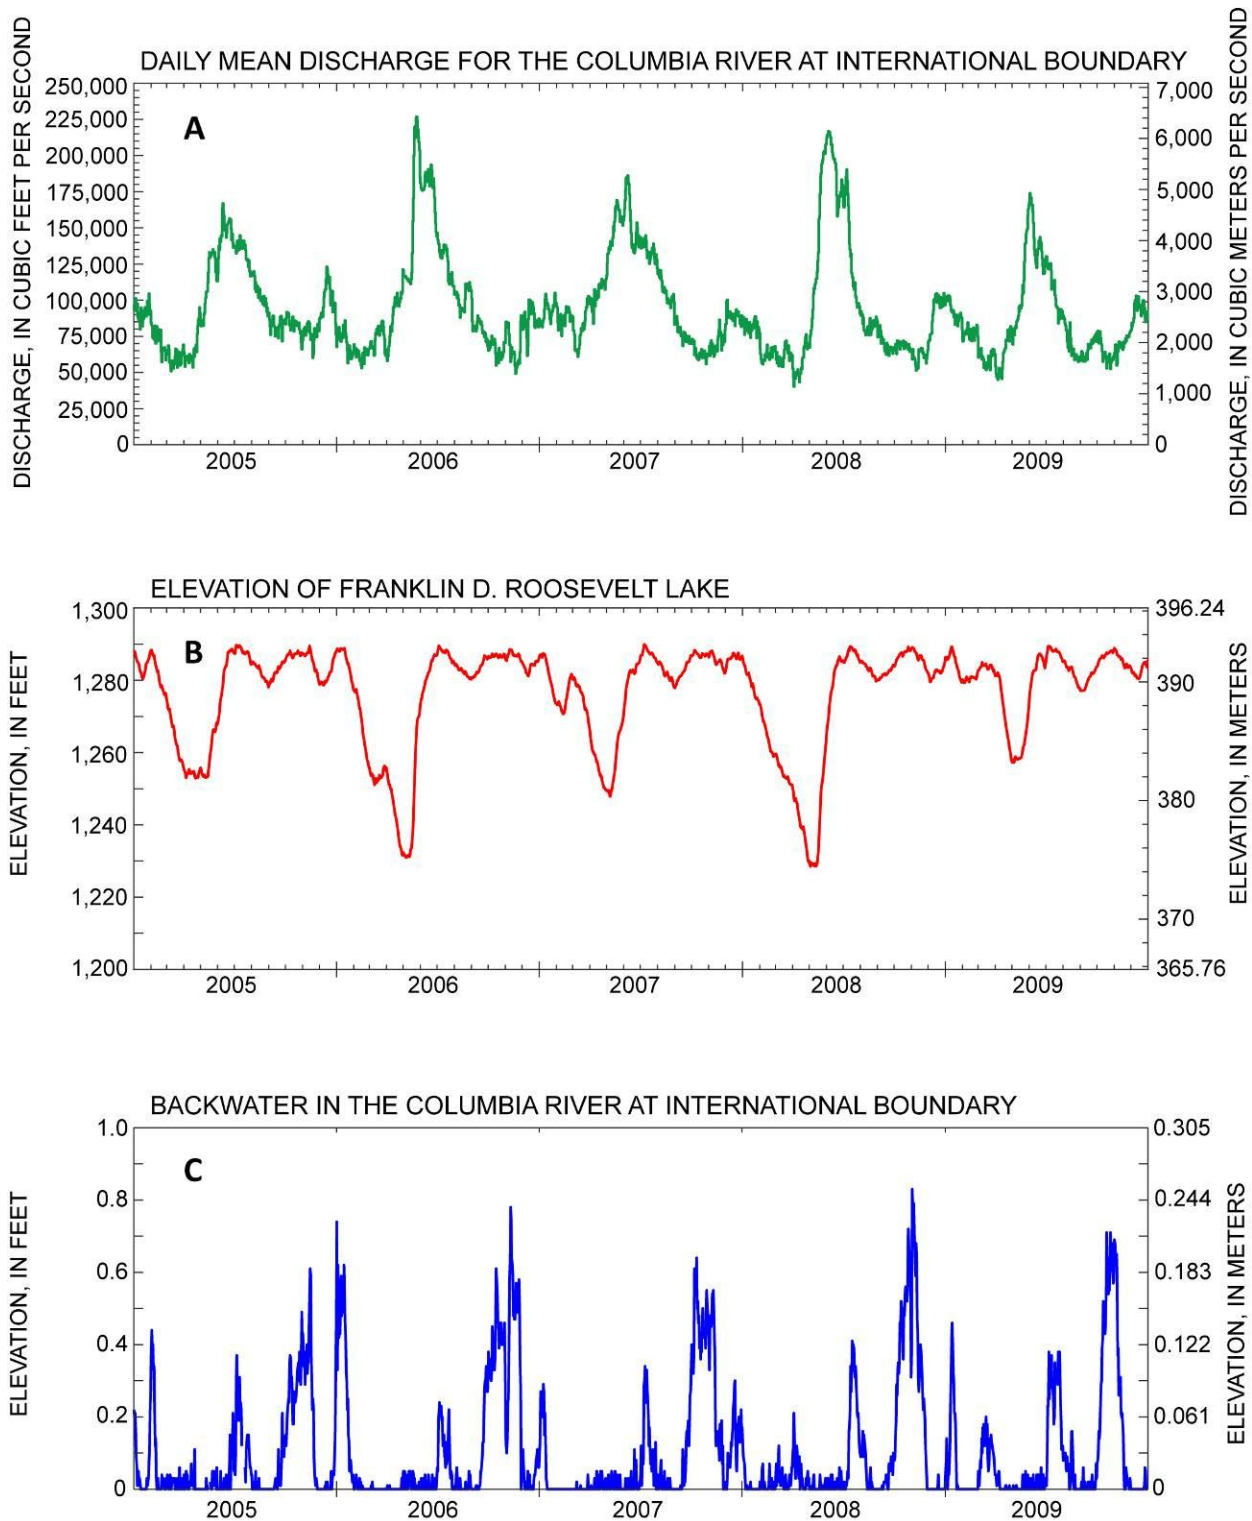 DAILY MEAN DISCHARGE FOR THE COLUMBIA RIVER AT INTERNATIONAL BOUNDARY
A
DISCHARGE, IN CUBIC FEET PER SECOND
250,000
225,000
200,000
175,000
150,000
125,000
100,000
75,000
50,000
25,000
0
7,000
6,000
5,000
4,000
3,000
2,000
1,000
0
DISCHARGE, IN CUBIC METERS PER SECOND
2005 2006 2007 2008 2009
ELEVATION OF FRANKLIN D. ROOSEVELT LAKE
B
ELEVATION, IN FEET
1,300
1,280
1,260
1,240
1,220
1,200
396.24
390
380
370
365.76
ELEVATION, IN METERS
2005 2006 2007 2008 2009
BACKWATER IN THE COLUMBIA RIVER AT INTERNATIONAL BOUNDARY
C
ELEVATION, IN FEET
1.0
0.8
0.6
0.4
0.2
0
0.305
0.244
0.183
0.122
0.061
0
ELEVATION, IN METERS
2005 2006 2007 2008 2009